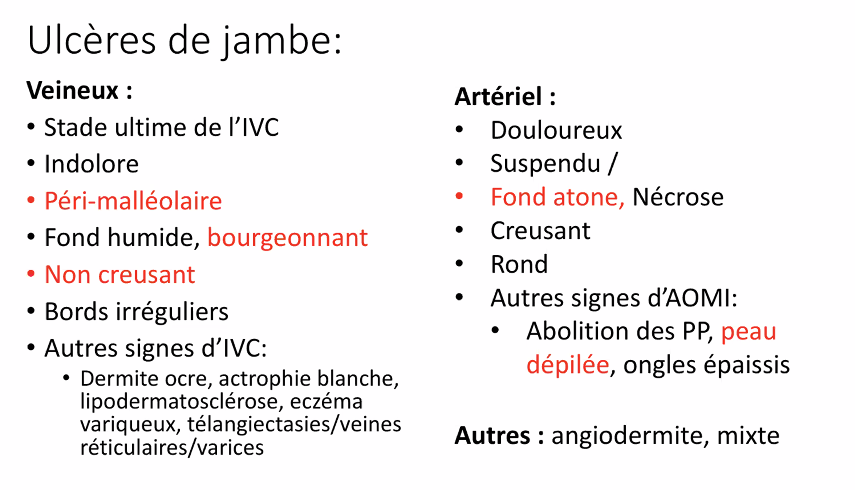 Ulcères de jambe:
Veineux :
• Stade ultime de l’IVC
• Indolore
• Péri-malléolaire
• Fond humide, bourgeonnant
• Non creusant
• Bords irréguliers
• Autres signes d’IVC:
• Dermite ocre, actrophie blanche,
lipodermatosclérose, eczéma
variqueux, télangiectasies/veines
réticulaires/varices
Artériel :
• Douloureux
• Suspendu /
• Fond atone, Nécrose
• Creusant
• Rond
• Autres signes d’AOMI:
• Abolition des PP, peau
dépilée, ongles épaissis
Autres : angiodermite, mixte